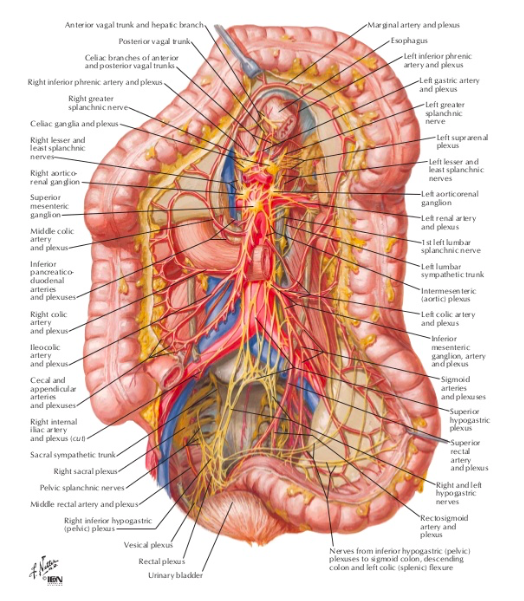 Anterior vagal trunk and hepatic branch
Posterior vagal trunk
Celiac branches of anterior
and posterior vagal trunks
Right inferior phrenic artery and plexus
Right greater
splanchnic nerve
Celiac ganglia and plexus
Right lesser and
least splanchnic
nerves
Right aortico-
renal ganglion
Superior
mesenteric
ganglion
Middle colic
artery
and plexus
Inferior
pancreatico-
duodenal
arteries
and plexuses
Right colic
artery
and plexus
Ileocolic
artery
and plexus
Cecal and
appendicular
arteries
and plexuses
Right internal
iliac artery
and plexus (cut)
Sacral sympathetic trunk
Right sacral plexus
Pelvic splanchnic nerves
Middle rectal artery and plexus
Right inferior hypogastric
(pelvic) plexus
Vesical plexus
Rectal plexus
Urinary bladder
Marginal artery and plexus
Esophagus
Left inferior phrenic
artery and plexus
Left gastric artery
and plexus
Left greater
splanchnic
nerve
Left suprarenal
plexus
Left lesser and
least splanchnic
nerves
Left aorticorenal
ganglion
Left renal artery
and plexus
1st left lumbar
splanchnic nerve
Left lumbar
sympathetic trunk
Intermesenteric
(aortic) plexus
Left colic artery
and plexus
Inferior
mesenteric
ganglion, artery
and plexus
Sigmoid
arteries
and plexuses
Superior
hypogastric
plexus
Superior
rectal
artery
and plexus
Right and left
hypogastric
nerves
Rectosigmoid
artery and
plexus
Nerves from inferior hypogastric (pelvic)
plexuses to sigmoid colon, descending
colon and left colic (splenic) flexure
F. Netter
©ICN